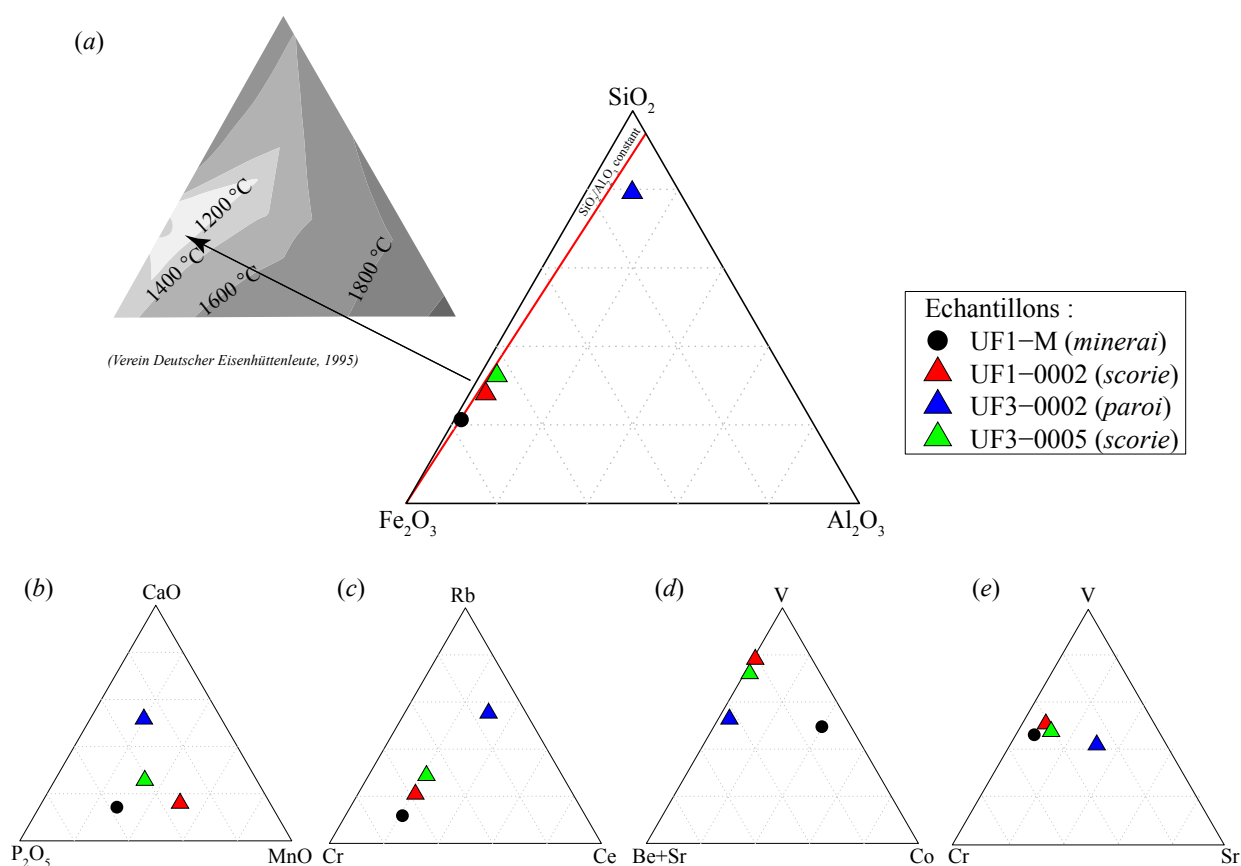 (a)
1200 °C
1400 °C
1600 °C
1800 °C
(Verein Deutscher Eisenhüttenleute, 1995)
SiO₂
SiO₂/Al₂O₃ constant
Fe₂O₃
Al₂O₃
Echantillons :
UF1−M (minerai)
UF1−0002 (scorie)
UF3−0002 (paroi)
UF3−0005 (scorie)
(b)
CaO
P₂O₅
MnO
(c)
Rb
Cr
Ce
(d)
V
Be+Sr
Co
(e)
V
Cr
Sr